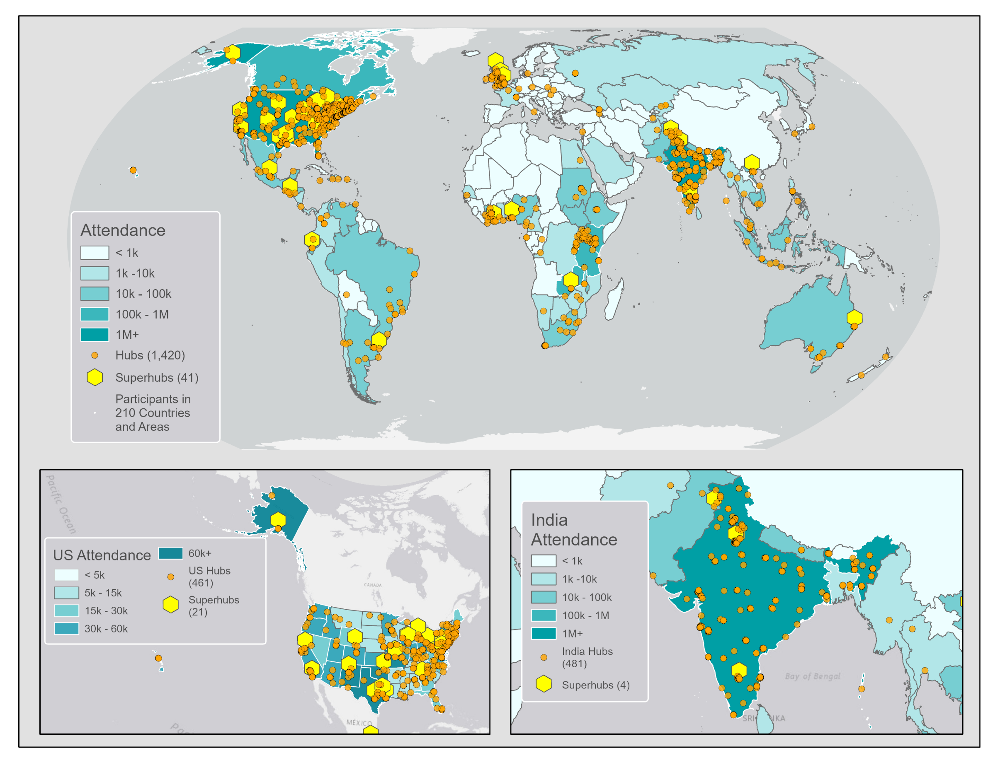 Attendance
< 1k
1k -10k
10k - 100k
100k - 1M
1M+
Hubs (1,420)
Superhubs (41)
Participants in
210 Countries
and Areas
Pacific Ocean
US Attendance
< 5k
5k - 15k
15k - 30k
30k - 60k
60k+
US Hubs
(461)
Superhubs
(21)
CANADA
MÉXICO
India
Attendance
< 1k
1k -10k
10k - 100k
100k - 1M
1M+
India Hubs
(481)
Superhubs (4)
Bay of Bengal
SRI
NKA